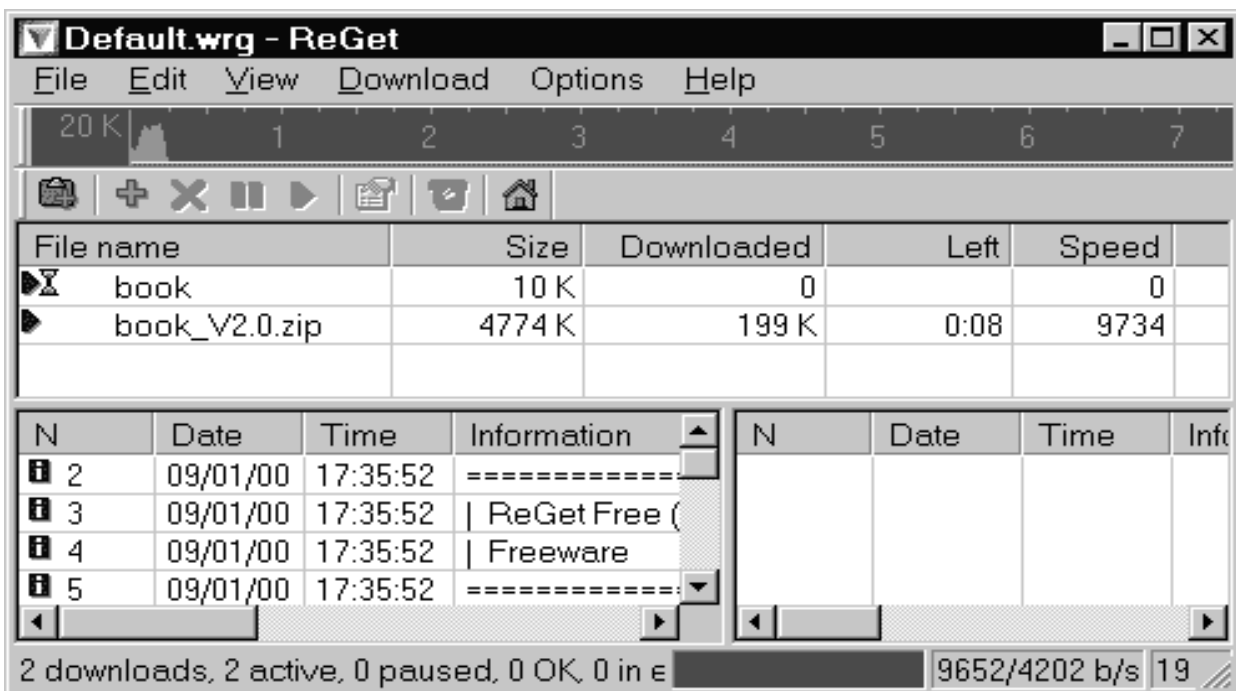 Default.wrg - ReGet
File Edit View Download Options Help
20 K 1 2 3 4 5 6 7
File name Size Downloaded Left Speed
book 10 K 0 0
book_V2.0.zip 4774 K 199 K 0:08 9734
N Date Time Information
2 09/01/00 17:35:52 =============
3 09/01/00 17:35:52 | ReGet Free (
4 09/01/00 17:35:52 | Freeware
5 09/01/00 17:35:52 =============
N Date Time Info
2 downloads, 2 active, 0 paused, 0 OK, 0 in e
9652/4202 b/s 19